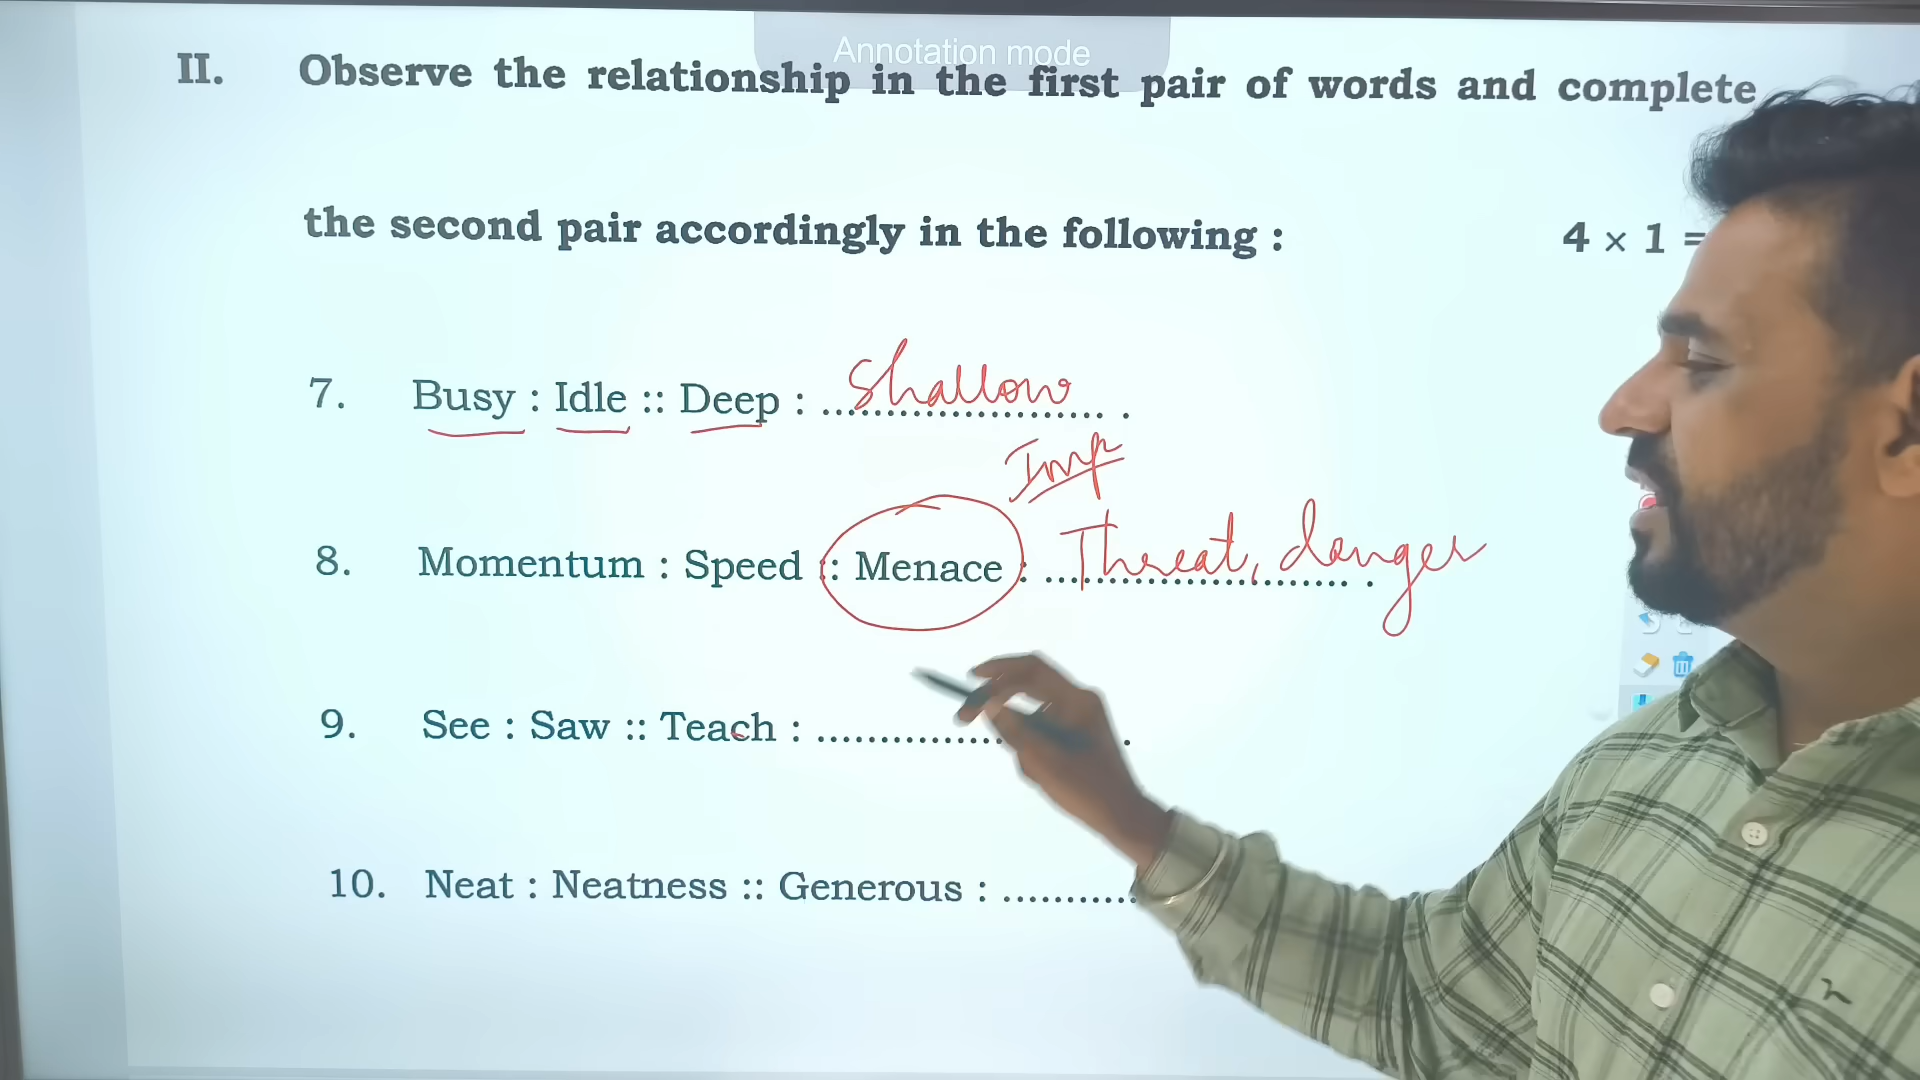 Annotation mode
II. Observe the relationship in the first pair of words and complete
the second pair accordingly in the following :
4 × 1 =
7. Busy : Idle :: Deep : Shallow ...................... .
Imp
8. Momentum : Speed :: Menace : Threat, danger ...................... .
9. See : Saw :: Teach : ............... .
10. Neat : Neatness :: Generous : ...........